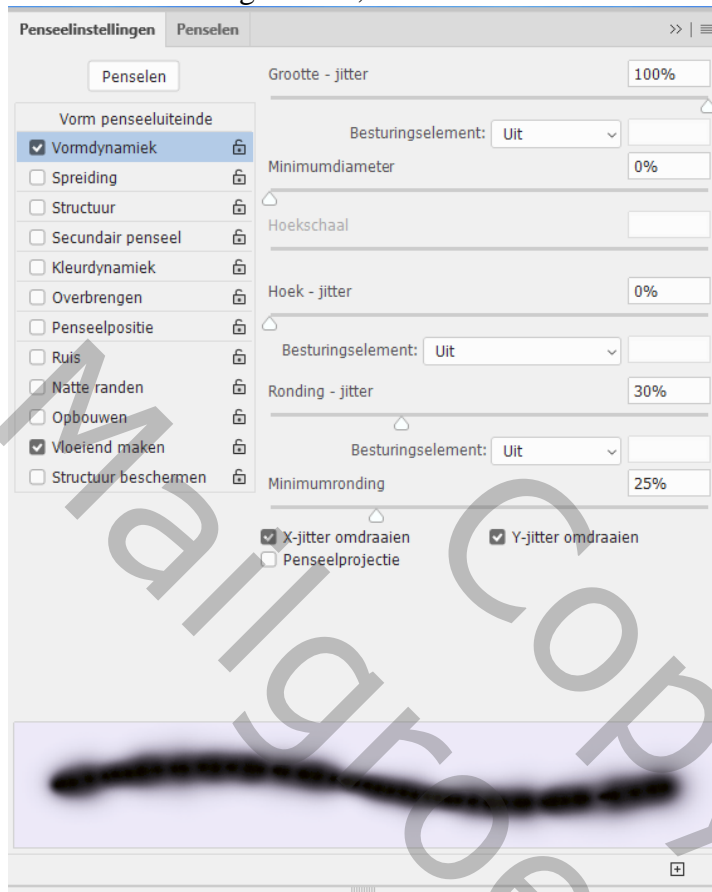 Penseelinstellingen Penselen
Penselen
Vorm penseeluiteinde
Vormdynamiek
Spreiding
Structuur
Secundair penseel
Kleurdynamiek
Overbrengen
Penseelpositie
Ruis
Natte randen
Opbouwen
Vloeiend maken
Structuur beschermen
Grootte - jitter 100%
Besturingselement: Uit
Minimumdiameter 0%
Hoekschaal
Hoek - jitter 0%
Besturingselement: Uit
Ronding - jitter 30%
Besturingselement: Uit
Minimumronding 25%
X-jitter omdraaien Y-jitter omdraaien
Penseelprojectie